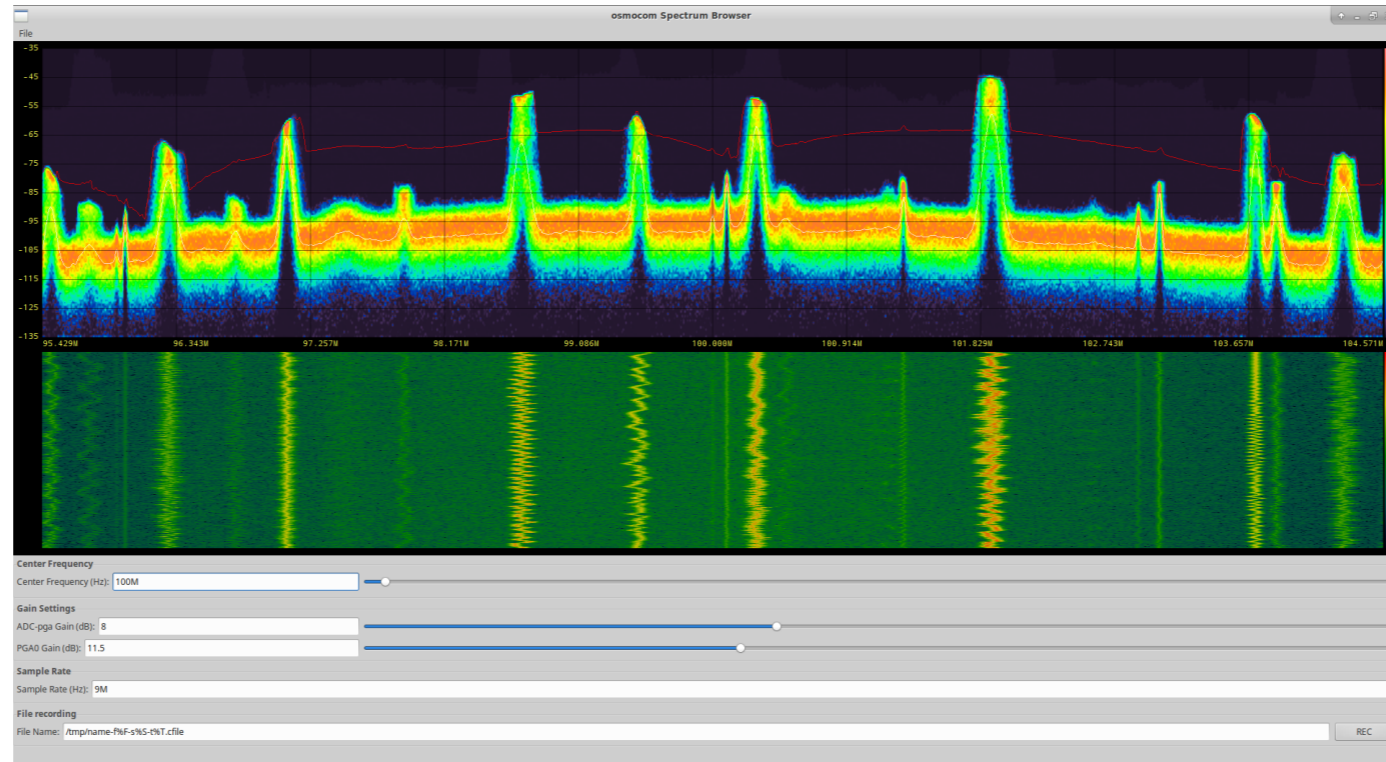 osmocom Spectrum Browser
File
-35
-45
-55
-65
-75
-85
-95
-105
-115
-125
-135
95.429M 96.343M 97.257M 98.171M 99.086M 100.000M 100.914M 101.829M 102.743M 103.657M 104.571M
Center Frequency
Center Frequency (Hz): 100M
Gain Settings
ADC-pga Gain (dB): 8
PGA0 Gain (dB): 11.5
Sample Rate
Sample Rate (Hz): 9M
File recording
File Name: /tmp/name-f%F-s%S-t%T.cfile REC